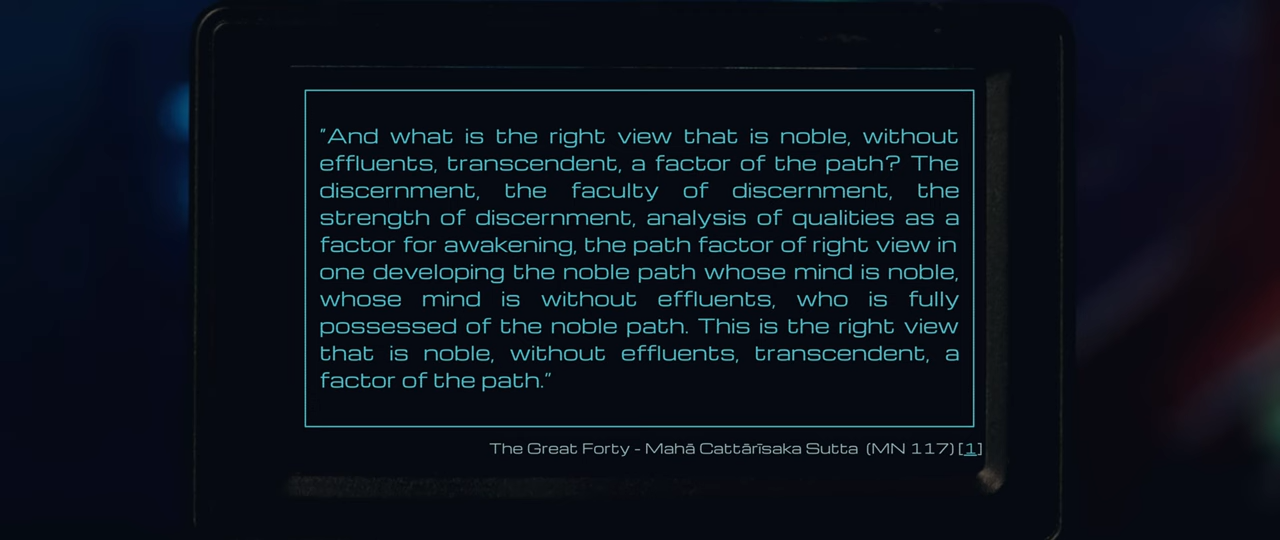 "And what is the right view that is noble, without
effluents, transcendent, a factor of the path? The
discernment, the faculty of discernment, the
strength of discernment, analysis of qualities as a
factor for awakening, the path factor of right view in
one developing the noble path whose mind is noble,
whose mind is without effluents, who is fully
possessed of the noble path. This is the right view
that is noble, without effluents, transcendent, a
factor of the path."
The Great Forty - Mahā Cattārīsaka Sutta (MN 117) [1]